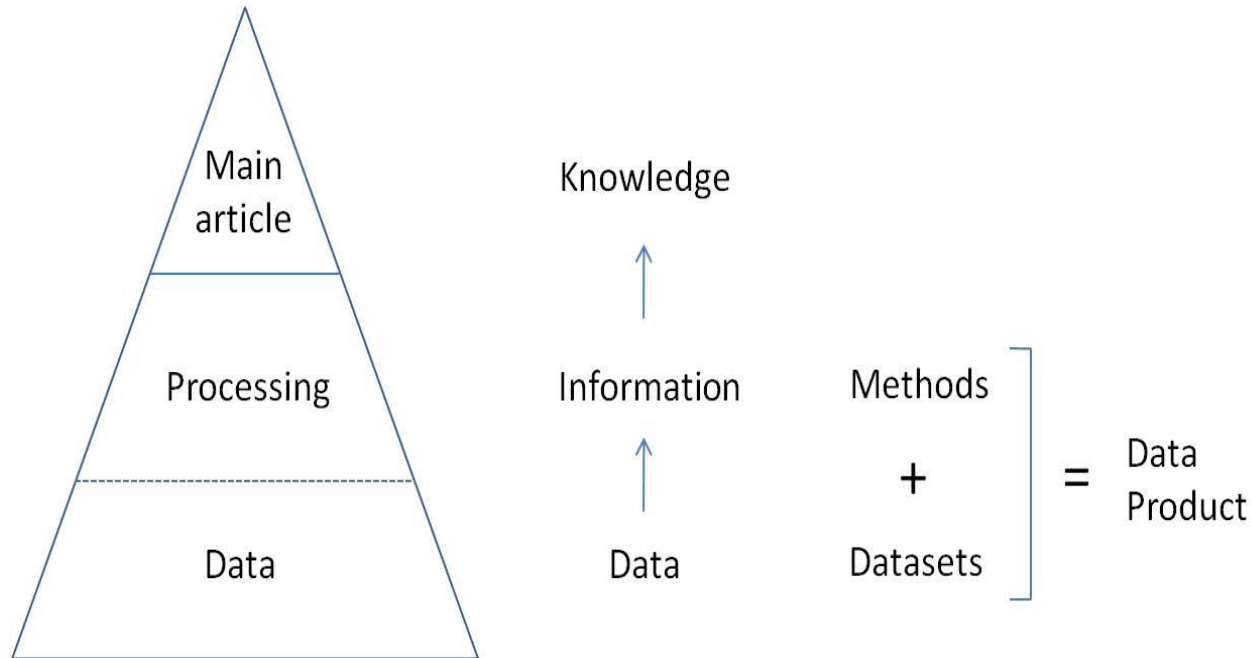 Main
article
Knowledge
Processing
Information
Methods
+
=
Data
Product
Data
Data
Datasets